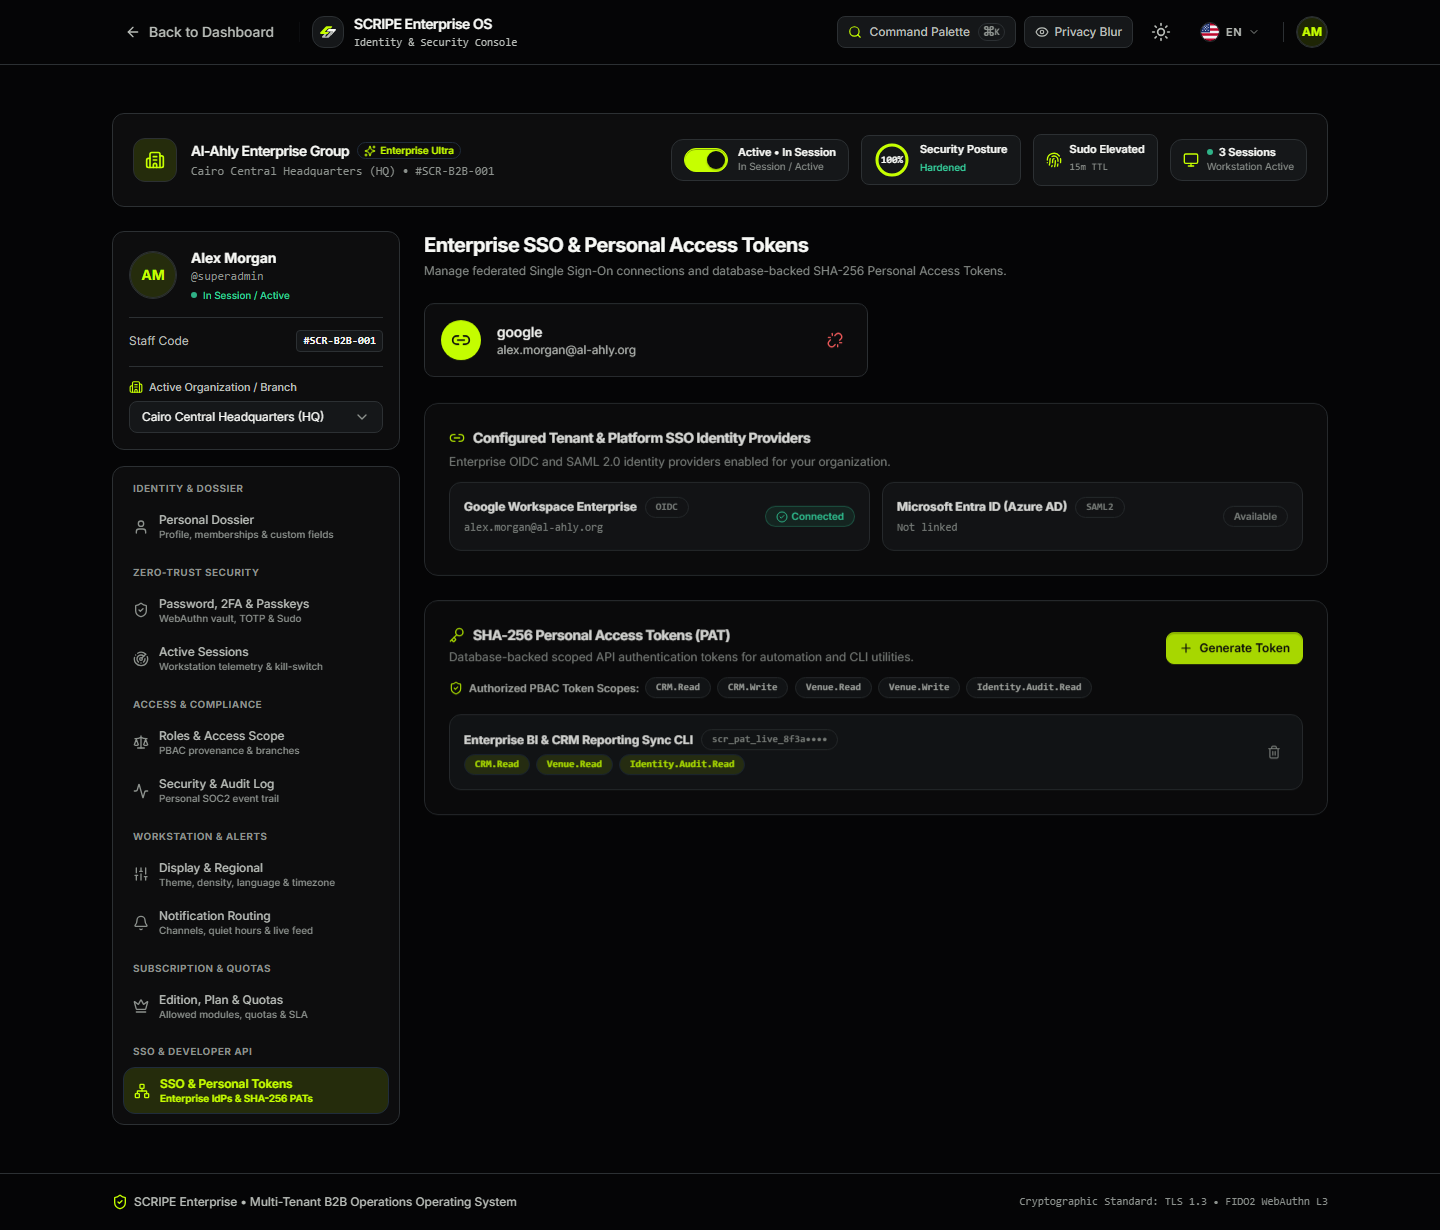 Back to Dashboard
SCRIPE Enterprise OS
Identity & Security Console
Command Palette ⌘K
Privacy Blur
EN
AM
Al-Ahly Enterprise Group
Enterprise Ultra
Cairo Central Headquarters (HQ) • #SCR-B2B-001
Active • In Session
In Session / Active
100%
Security Posture
Hardened
Sudo Elevated
15m TTL
3 Sessions
Workstation Active
AM
Alex Morgan
@superadmin
In Session / Active
Staff Code
#SCR-B2B-001
Active Organization / Branch
Cairo Central Headquarters (HQ)
IDENTITY & DOSSIER
Personal Dossier
Profile, memberships & custom fields
ZERO-TRUST SECURITY
Password, 2FA & Passkeys
WebAuthn vault, TOTP & Sudo
Active Sessions
Workstation telemetry & kill-switch
ACCESS & COMPLIANCE
Roles & Access Scope
PBAC provenance & branches
Security & Audit Log
Personal SOC2 event trail
WORKSTATION & ALERTS
Display & Regional
Theme, density, language & timezone
Notification Routing
Channels, quiet hours & live feed
SUBSCRIPTION & QUOTAS
Edition, Plan & Quotas
Allowed modules, quotas & SLA
SSO & DEVELOPER API
SSO & Personal Tokens
Enterprise IdPs & SHA-256 PATs
Enterprise SSO & Personal Access Tokens
Manage federated Single Sign-On connections and database-backed SHA-256 Personal Access Tokens.
google
alex.morgan@al-ahly.org
Configured Tenant & Platform SSO Identity Providers
Enterprise OIDC and SAML 2.0 identity providers enabled for your organization.
Google Workspace Enterprise
OIDC
alex.morgan@al-ahly.org
Connected
Microsoft Entra ID (Azure AD)
SAML2
Not linked
Available
SHA-256 Personal Access Tokens (PAT)
Database-backed scoped API authentication tokens for automation and CLI utilities.
Generate Token
Authorized PBAC Token Scopes:
CRM.Read
CRM.Write
Venue.Read
Venue.Write
Identity.Audit.Read
Enterprise BI & CRM Reporting Sync CLI
scr_pat_live_8f3a••••
CRM.Read
Venue.Read
Identity.Audit.Read
SCRIPE Enterprise • Multi-Tenant B2B Operations Operating System
Cryptographic Standard: TLS 1.3 • FIDO2 WebAuthn L3